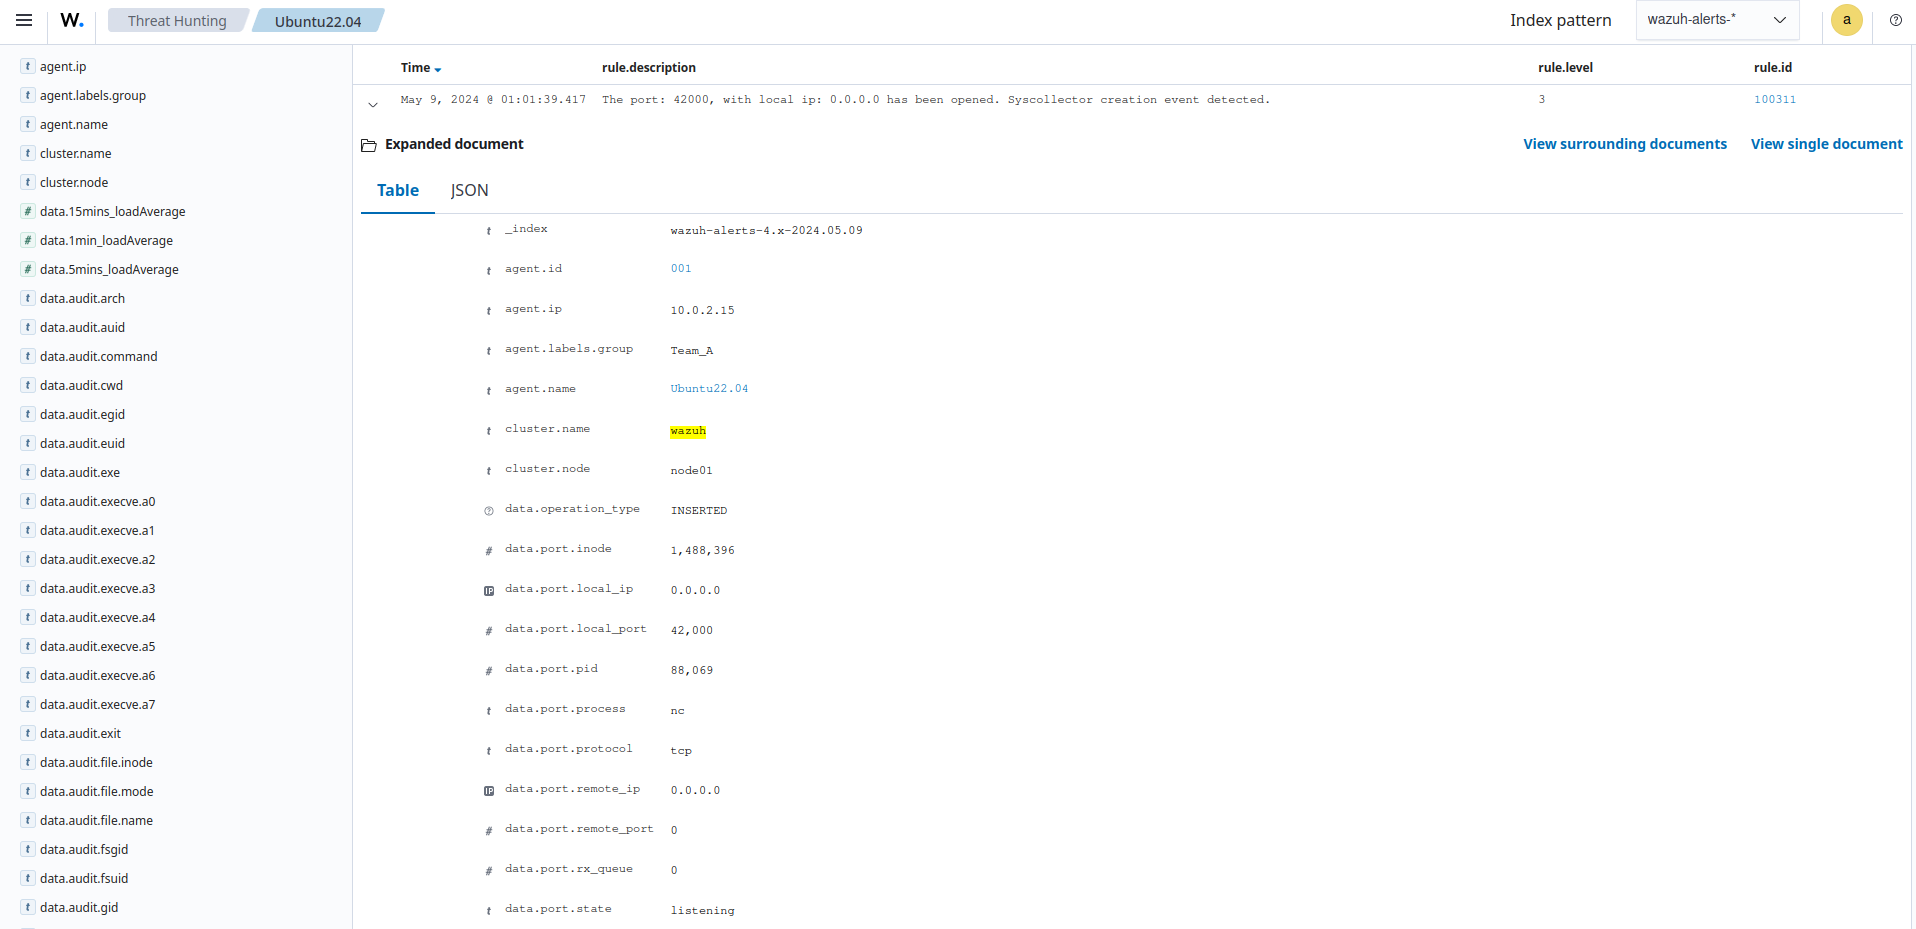 W. Threat Hunting Ubuntu22.04 Index pattern wazuh-alerts-* a
agent.ip
agent.labels.group
agent.name
cluster.name
cluster.node
data.15mins_loadAverage
data.1min_loadAverage
data.5mins_loadAverage
data.audit.arch
data.audit.auid
data.audit.command
data.audit.cwd
data.audit.egid
data.audit.euid
data.audit.exe
data.audit.execve.a0
data.audit.execve.a1
data.audit.execve.a2
data.audit.execve.a3
data.audit.execve.a4
data.audit.execve.a5
data.audit.execve.a6
data.audit.execve.a7
data.audit.exit
data.audit.file.inode
data.audit.file.mode
data.audit.file.name
data.audit.fsgid
data.audit.fsuid
data.audit.gid
Time rule.description rule.level rule.id
May 9, 2024 @ 01:01:39.417 The port: 42000, with local ip: 0.0.0.0 has been opened. Syscollector creation event detected. 3 100311
Expanded document View surrounding documents View single document
Table JSON
t _index wazuh-alerts-4.x-2024.05.09
t agent.id 001
t agent.ip 10.0.2.15
t agent.labels.group Team_A
t agent.name Ubuntu22.04
t cluster.name wazuh
t cluster.node node01
data.operation_type INSERTED
# data.port.inode 1,488,396
IP data.port.local_ip 0.0.0.0
# data.port.local_port 42,000
# data.port.pid 88,069
t data.port.process nc
t data.port.protocol tcp
IP data.port.remote_ip 0.0.0.0
# data.port.remote_port 0
# data.port.rx_queue 0
t data.port.state listening